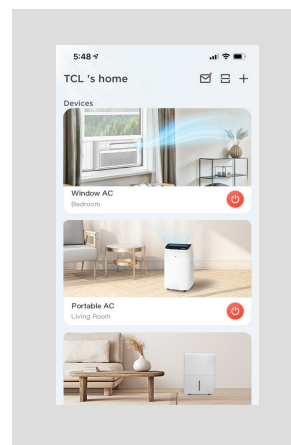 5:48
TCL 's home
Devices
Window AC
Bedroom
Portable AC
Living Room